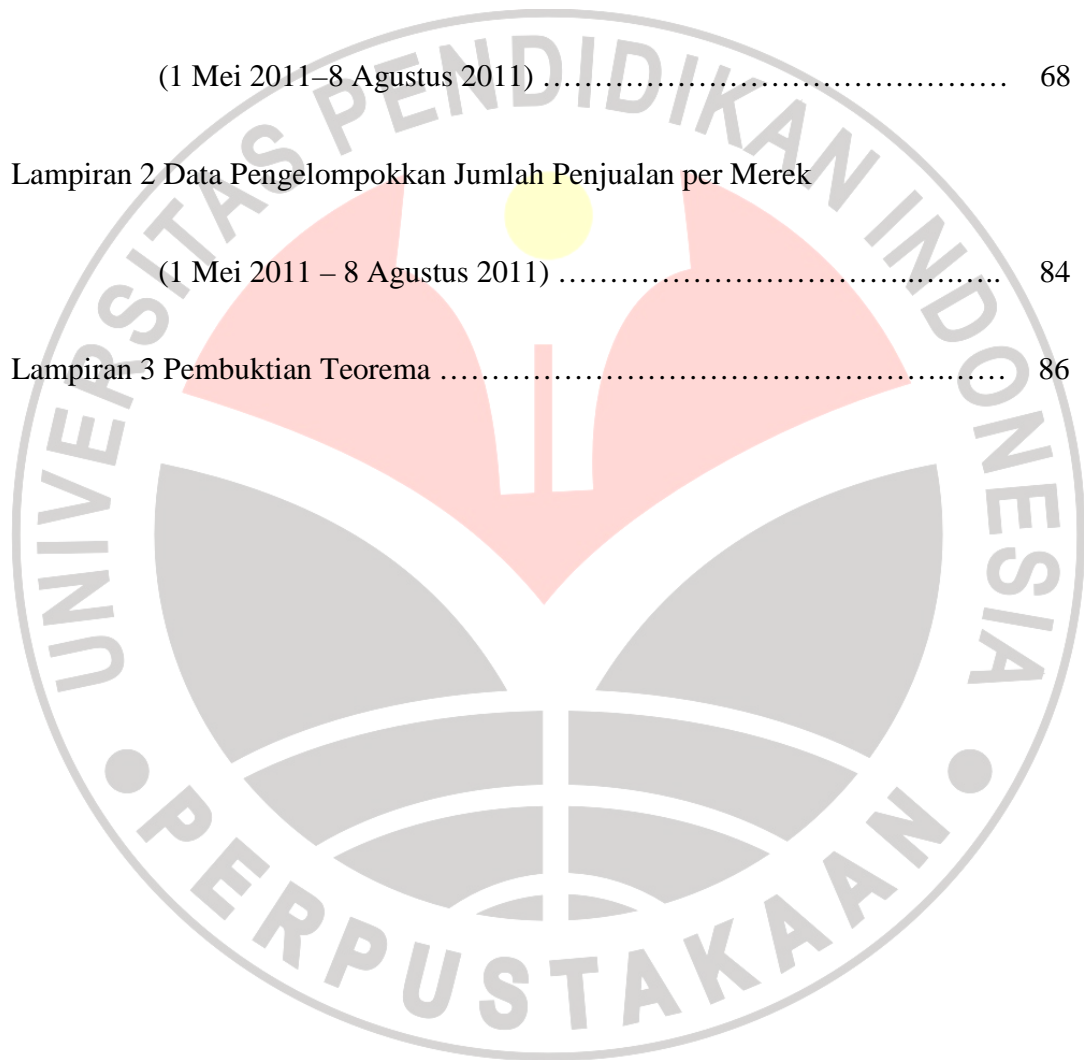 (1 Mei 2011–8 Agustus 2011) ……………………………………… 68
Lampiran 2 Data Pengelompokkan Jumlah Penjualan per Merek
(1 Mei 2011 – 8 Agustus 2011) …………………………….…….….. 84
Lampiran 3 Pembuktian Teorema …………………………………………….…… 86
UNIVERSITAS PENDIDIKAN INDONESIA
PERPUSTAKAAN